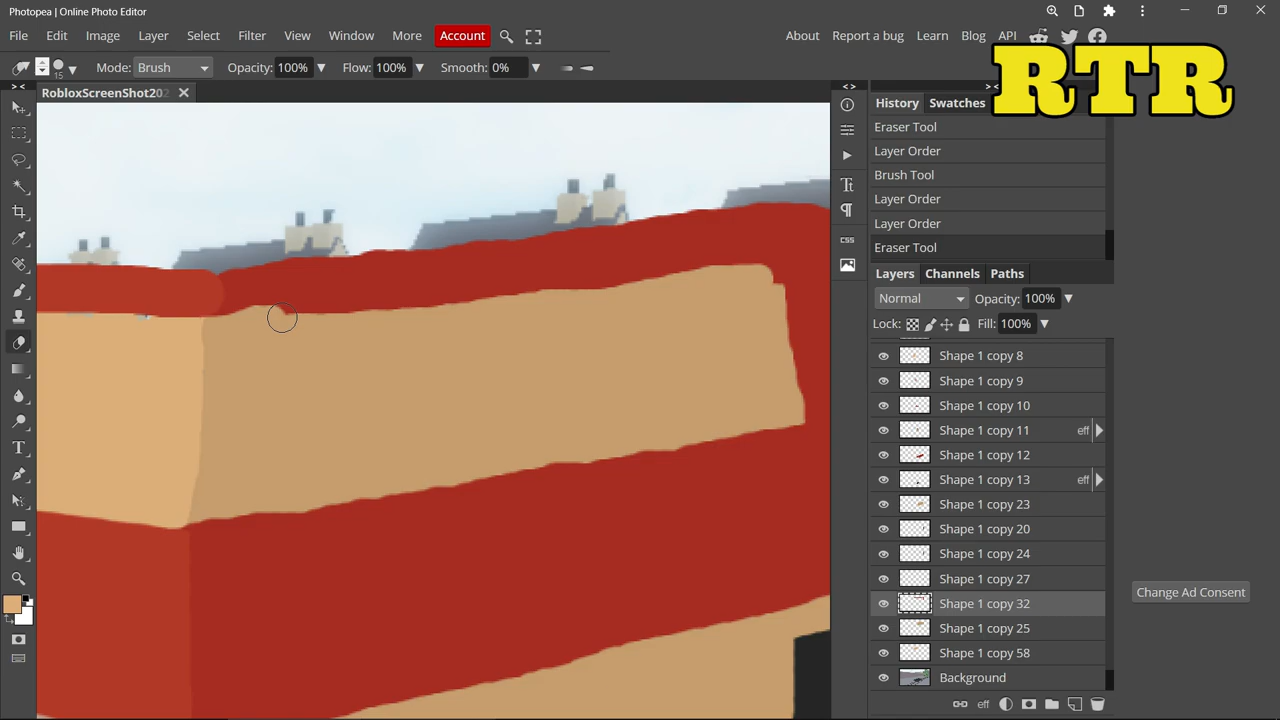 Photopea | Online Photo Editor
File Edit Image Layer Select Filter View Window More Account
About Report a bug Learn Blog API
RTR
15 Mode: Brush Opacity: 100% Flow: 100% Smooth: 0%
RobloxScreenShot202
History Swatches
Eraser Tool
Layer Order
Brush Tool
Layer Order
Layer Order
Eraser Tool
CSS
Layers Channels Paths
Normal Opacity: 100%
Lock: Fill: 100%
Shape 1 copy 8
Shape 1 copy 9
Shape 1 copy 10
Shape 1 copy 11 eff
Shape 1 copy 12
Shape 1 copy 13 eff
Shape 1 copy 23
Shape 1 copy 20
Shape 1 copy 24
Shape 1 copy 27
Shape 1 copy 32
Shape 1 copy 25
Shape 1 copy 58
Background
eff
Change Ad Consent